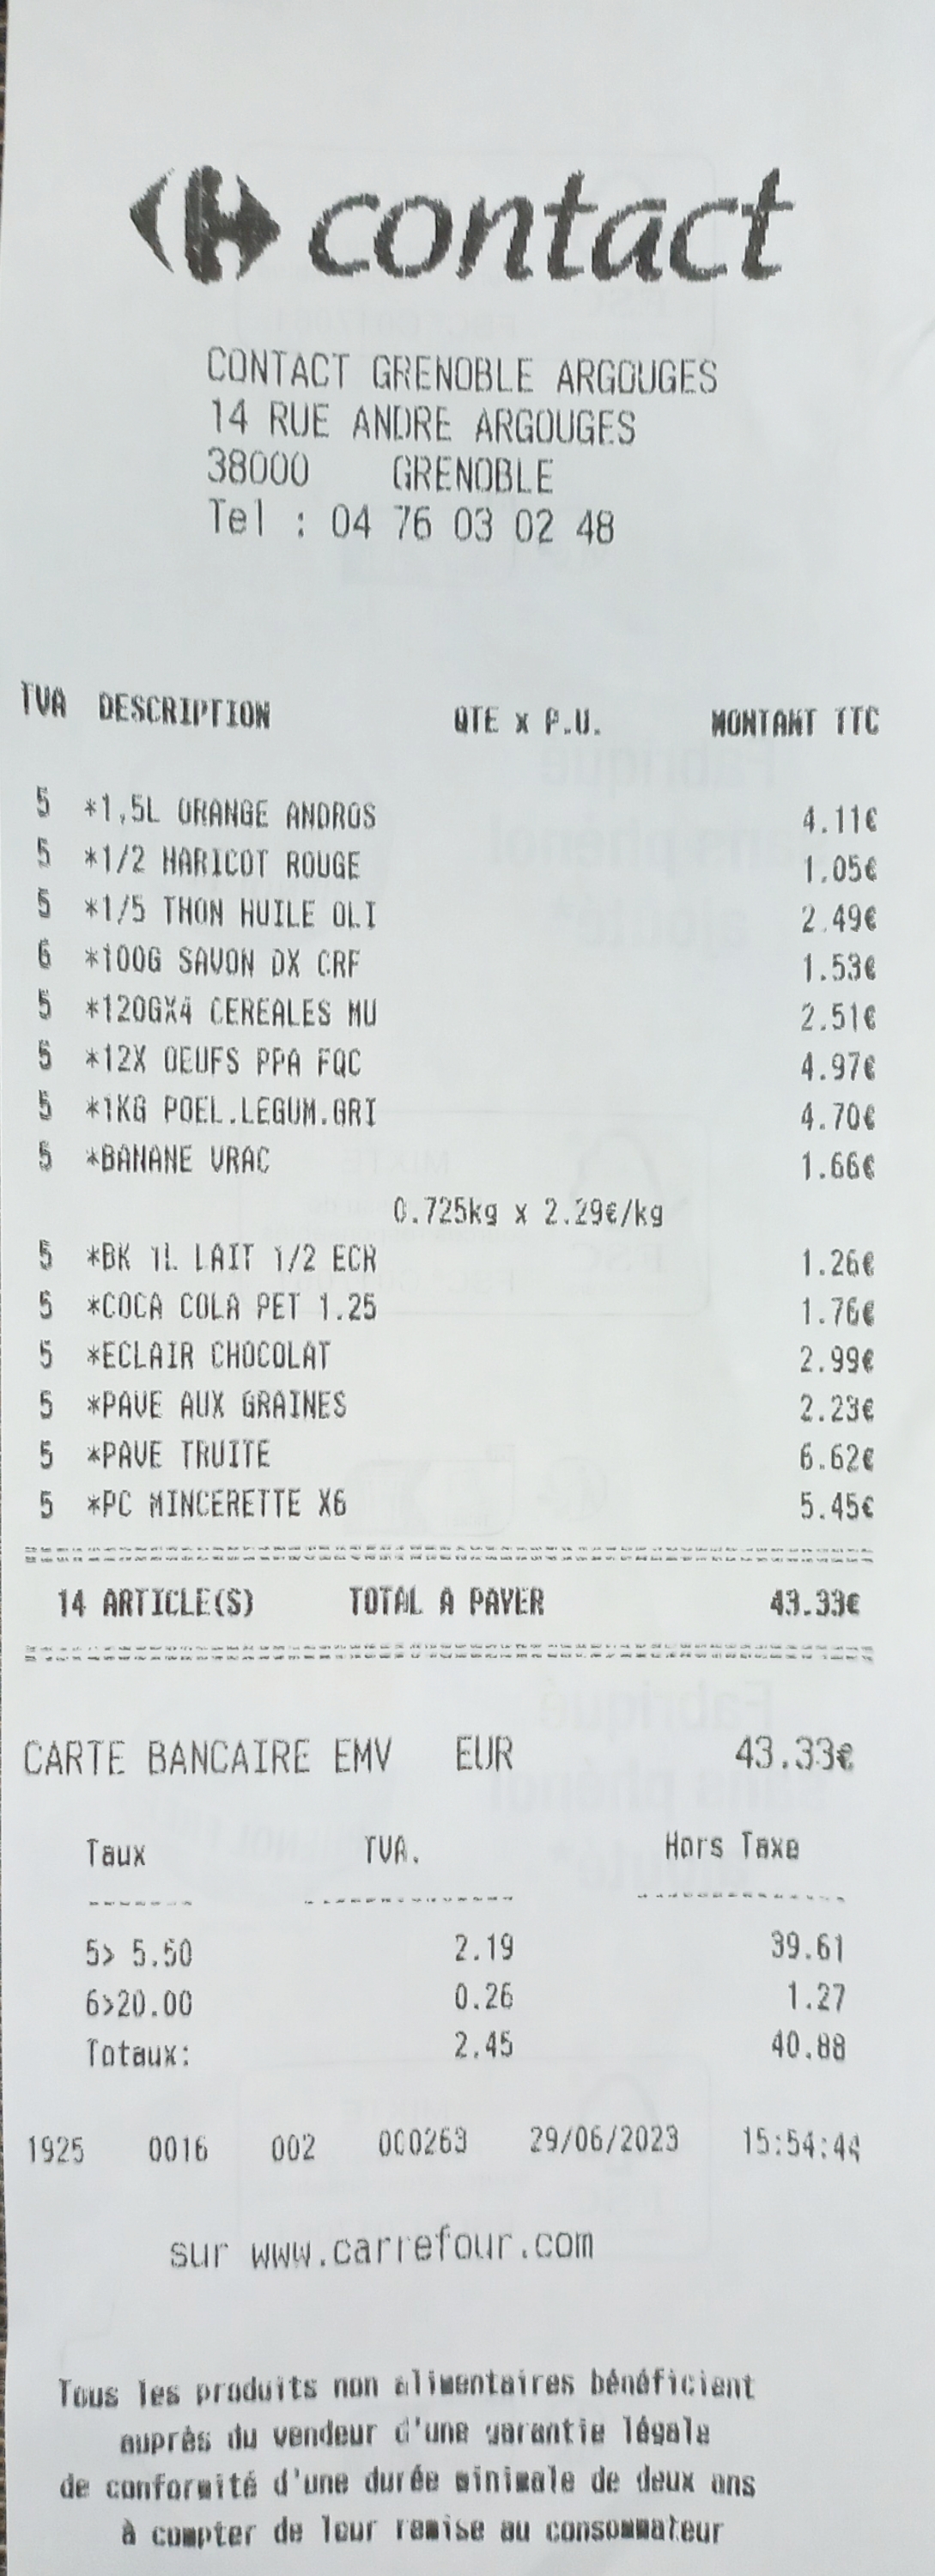 contact
CONTACT GRENOBLE ARGOUGES
14 RUE ANDRE ARGOUGES
38000 GRENOBLE
Tel : 04 76 03 02 48
TVA DESCRIPTION QTE x P.U. MONTANT TTC
5 *1,5L ORANGE ANDROS 4.11€
5 *1/2 HARICOT ROUGE 1.05€
5 *1/5 THON HUILE OLI 2.49€
6 *100G SAVON DX CRF 1.53€
5 *120GX4 CEREALES MU 2.51€
5 *12X OEUFS PPA FQC 4.97€
5 *1KG POEL.LEGUM.GRI 4.70€
5 *BANANE VRAC 1.66€
0.725kg x 2.29€/kg
5 *BK 1L LAIT 1/2 ECR 1.26€
5 *COCA COLA PET 1.25 1.76€
5 *ECLAIR CHOCOLAT 2.99€
5 *PAVE AUX GRAINES 2.23€
5 *PAVE TRUITE 6.62€
5 *PC MINCERETTE X6 5.45€
14 ARTICLE(S) TOTAL A PAYER 43.33€
CARTE BANCAIRE EMV EUR 43.33€
Taux TVA. Hors Taxe
5> 5.50 2.19 39.61
6>20.00 0.26 1.27
Totaux: 2.45 40.88
1925 0016 002 000263 29/06/2023 15:54:44
sur www.carrefour.com
Tous les produits non alimentaires bénéficient
auprès du vendeur d'une garantie légale
de conformité d'une durée minimale de deux ans
à compter de leur remise au consommateur